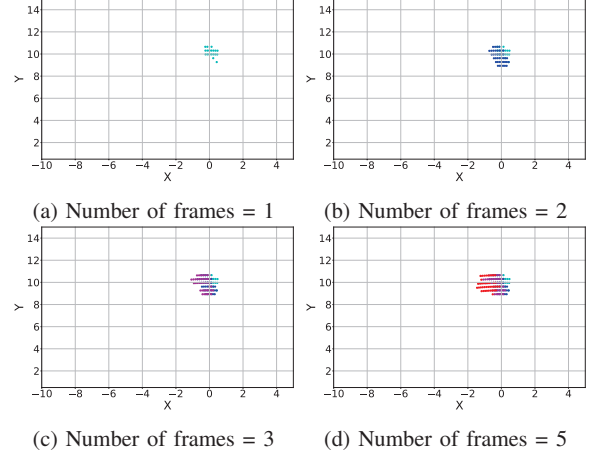 14
12
10
8
6
4
2
−10 −8 −6 −4 −2 0 2 4
X
Y
14
12
10
8
6
4
2
−10 −8 −6 −4 −2 0 2 4
X
Y
(a) Number of frames = 1
(b) Number of frames = 2
14
12
10
8
6
4
2
−10 −8 −6 −4 −2 0 2 4
X
Y
14
12
10
8
6
4
2
−10 −8 −6 −4 −2 0 2 4
X
Y
(c) Number of frames = 3
(d) Number of frames = 5